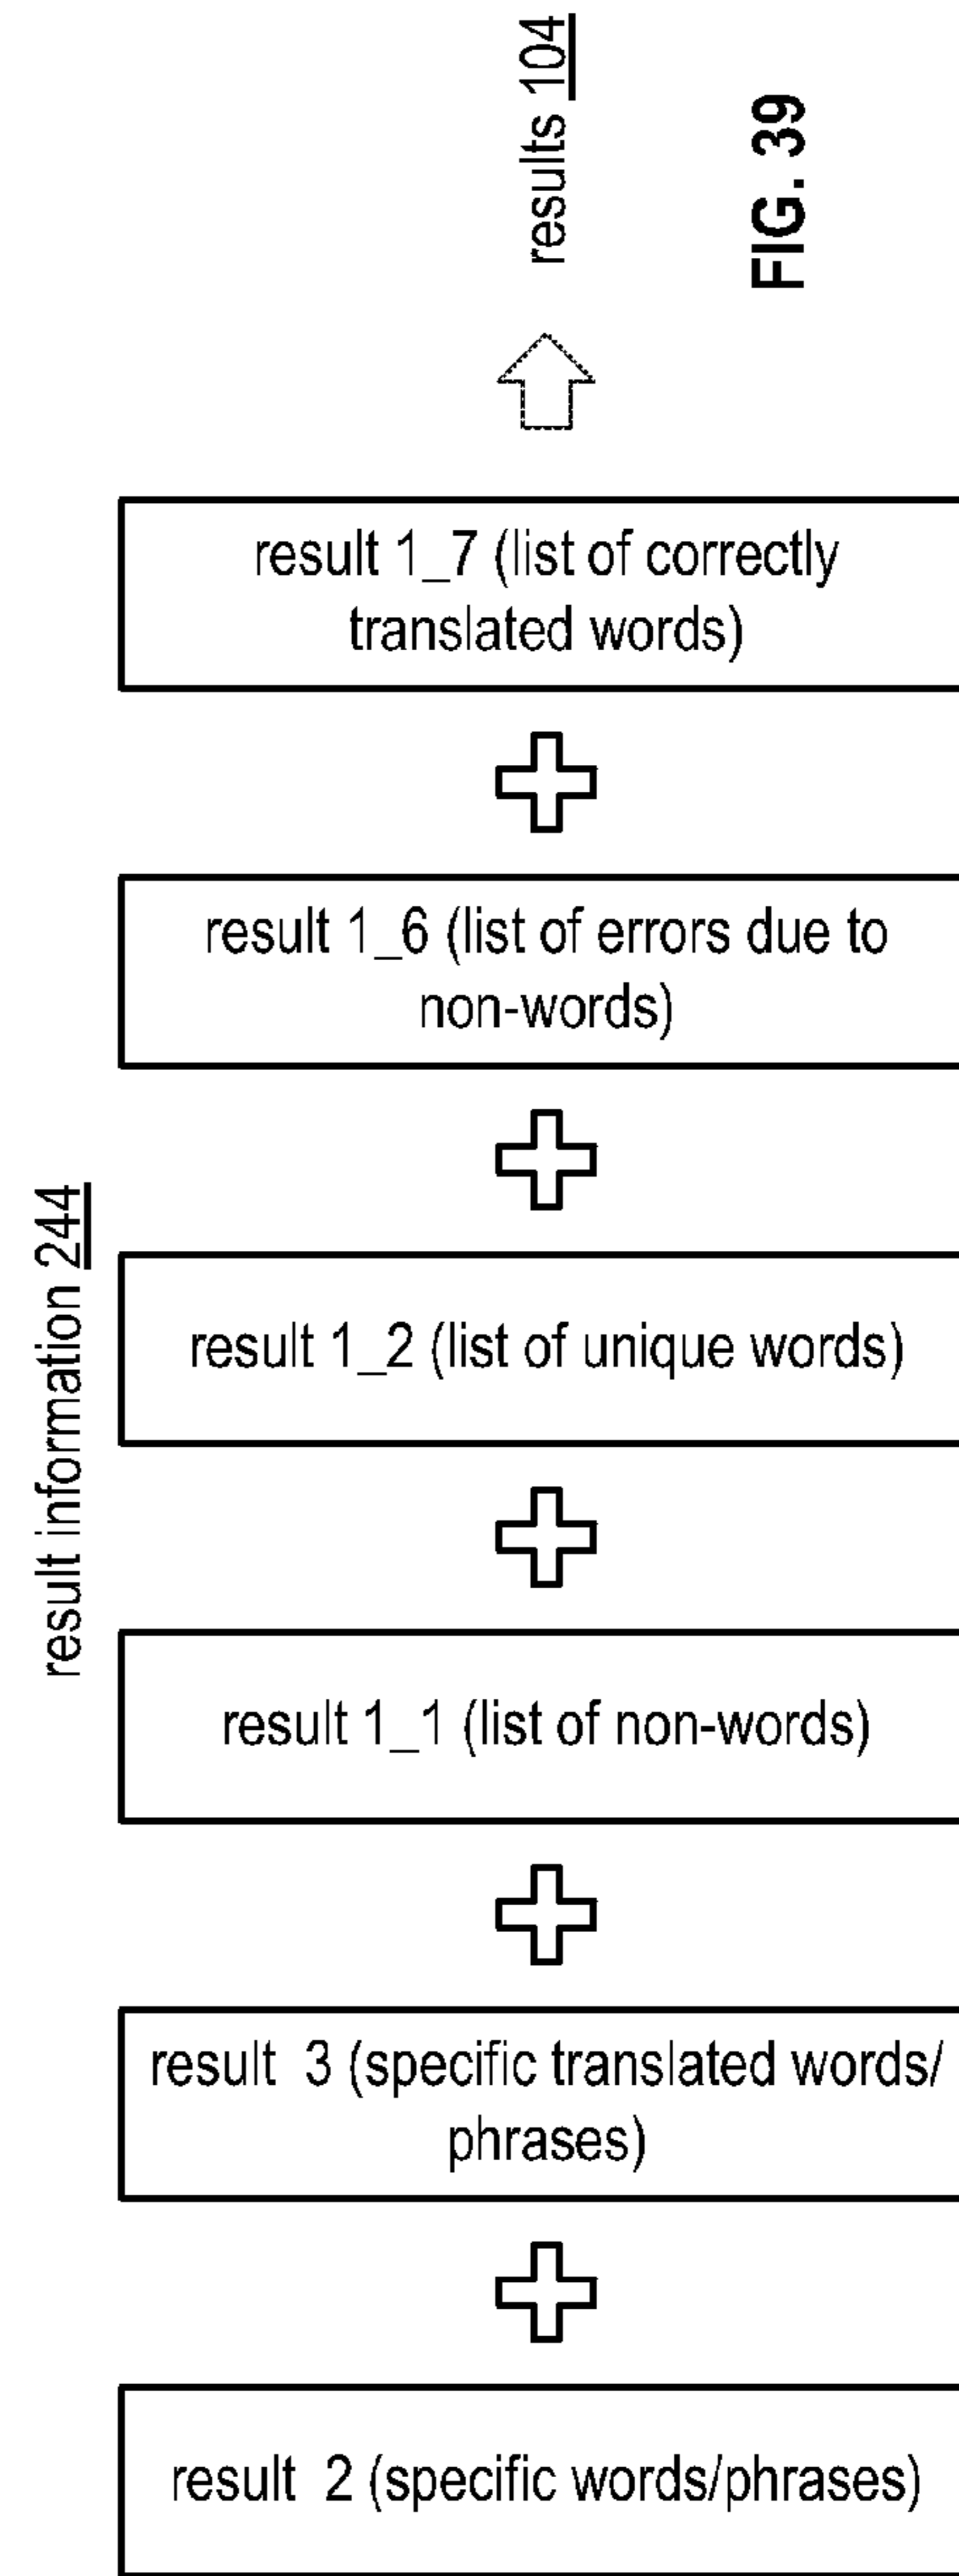 result information 244
results 104
FIG. 39
result 1_7 (list of correctly
translated words)
result 1_6 (list of errors due to
non-words)
result 1_2 (list of unique words)
result 1_1 (list of non-words)
result 3 (specific translated words/
phrases)
result 2 (specific words/phrases)